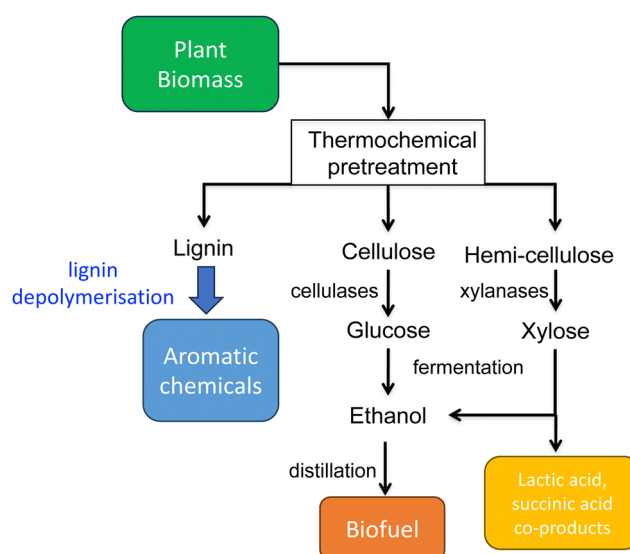 Plant
Biomass
Thermochemical
pretreatment
Lignin
Cellulose
Hemi-cellulose
lignin
depolymerisation
cellulases
xylanases
Aromatic
chemicals
Glucose
Xylose
fermentation
Ethanol
distillation
Biofuel
Lactic acid,
succinic acid
co-products